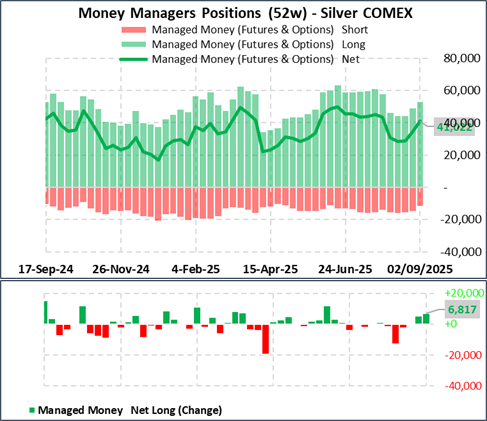 Money Managers Positions (52w) - Silver COMEX
Managed Money (Futures & Options) Short
Managed Money (Futures & Options) Long
Managed Money (Futures & Options) Net
80,000
60,000
40,000
41,022
20,000
-
-20,000
-40,000
17-Sep-24 26-Nov-24 4-Feb-25 15-Apr-25 24-Jun-25 02/09/2025
+20,000
6,817
+0
-20,000
-40,000
Managed Money Net Long (Change)